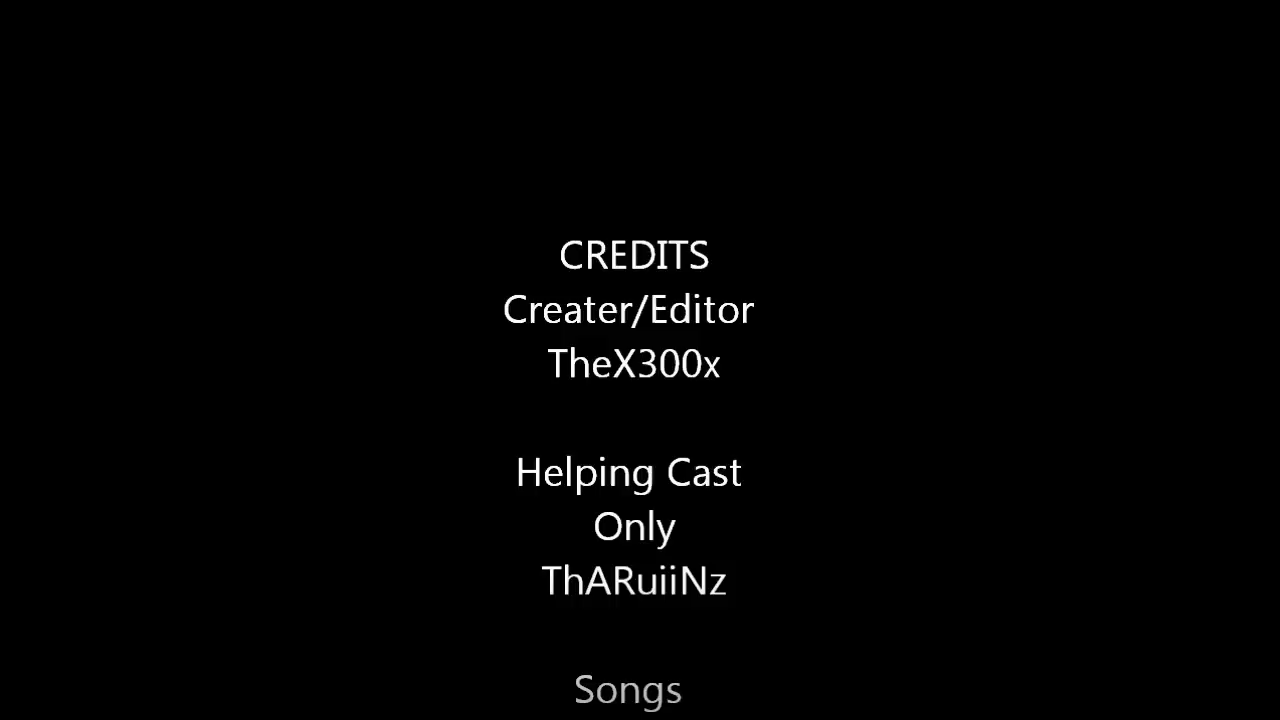 CREDITS
Creater/Editor
TheX300x
Helping Cast
Only
ThARuiiNz
Songs